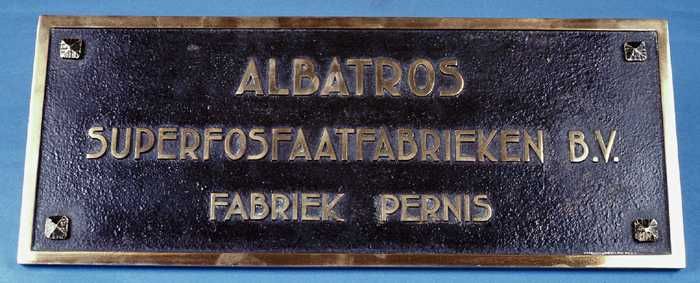 ALBATROS
SUPERFOSFAATFABRIEKEN B.V.
FABRIEK PERNIS